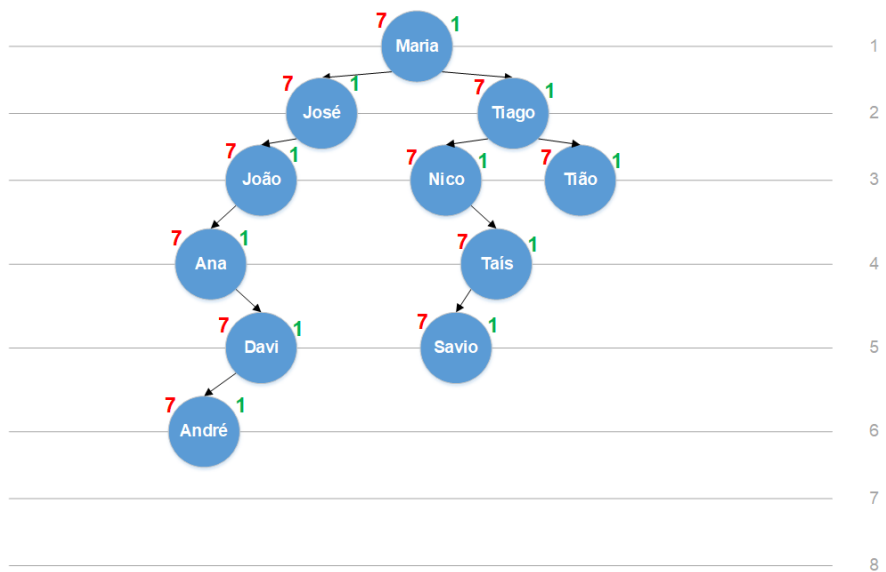 7 1
Maria 1
7 1 7 1
José Tiago 2
7 1 7 1 7 1
João Nico Tião 3
7 1 7 1
Ana Taís 4
7 1 7 1
Davi Savio 5
7 1
André 6
7
8